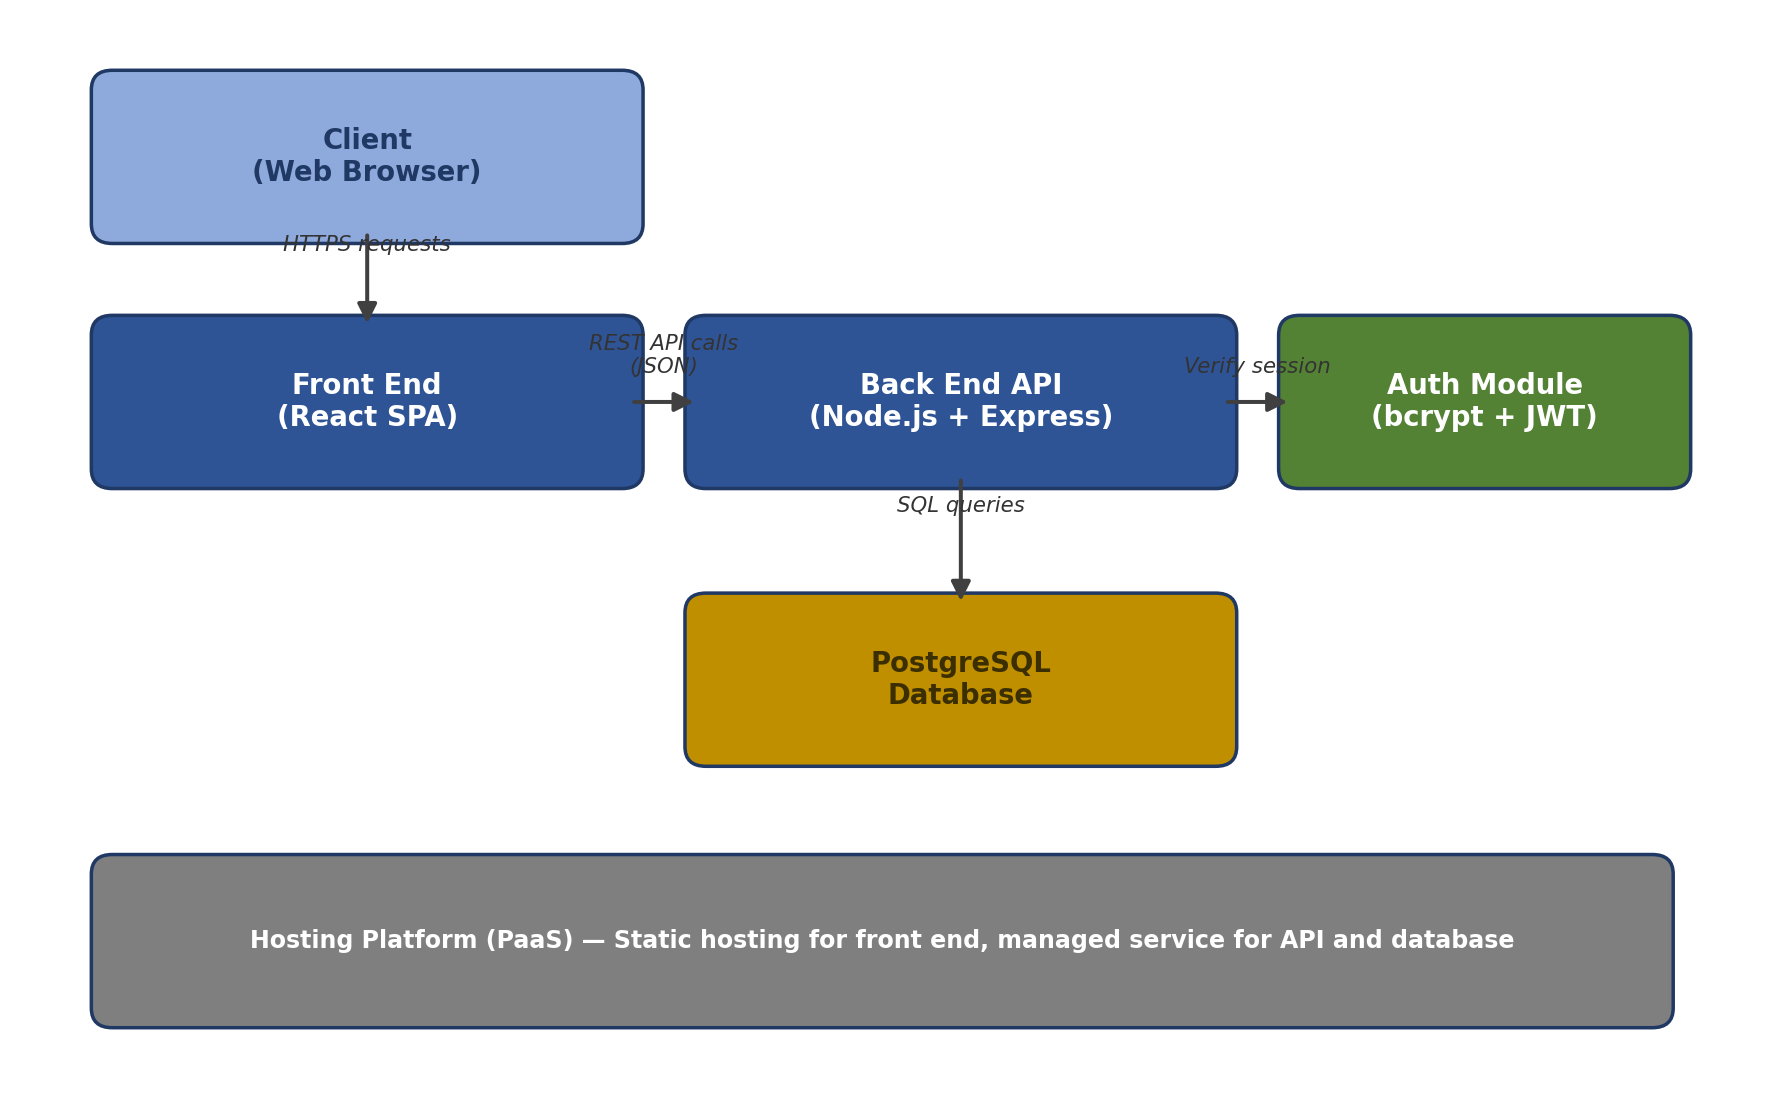 Client
(Web Browser)
HTTPS requests
Front End
(React SPA)
REST API calls
(JSON)
Back End API
(Node.js + Express)
Verify session
Auth Module
(bcrypt + JWT)
SQL queries
PostgreSQL
Database
Hosting Platform (PaaS) — Static hosting for front end, managed service for API and database